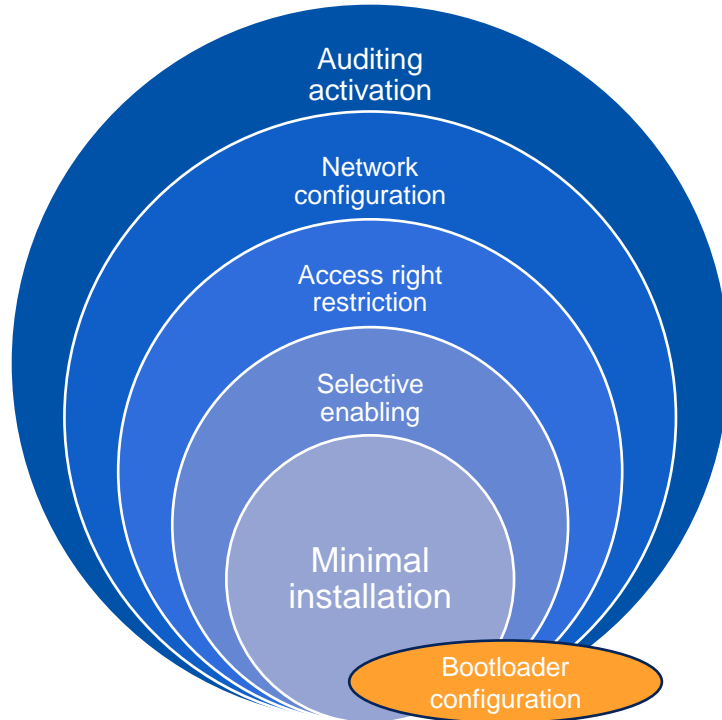 Auditing
activation
Network
configuration
Access right
restriction
Selective
enabling
Minimal
installation
Bootloader
configuration